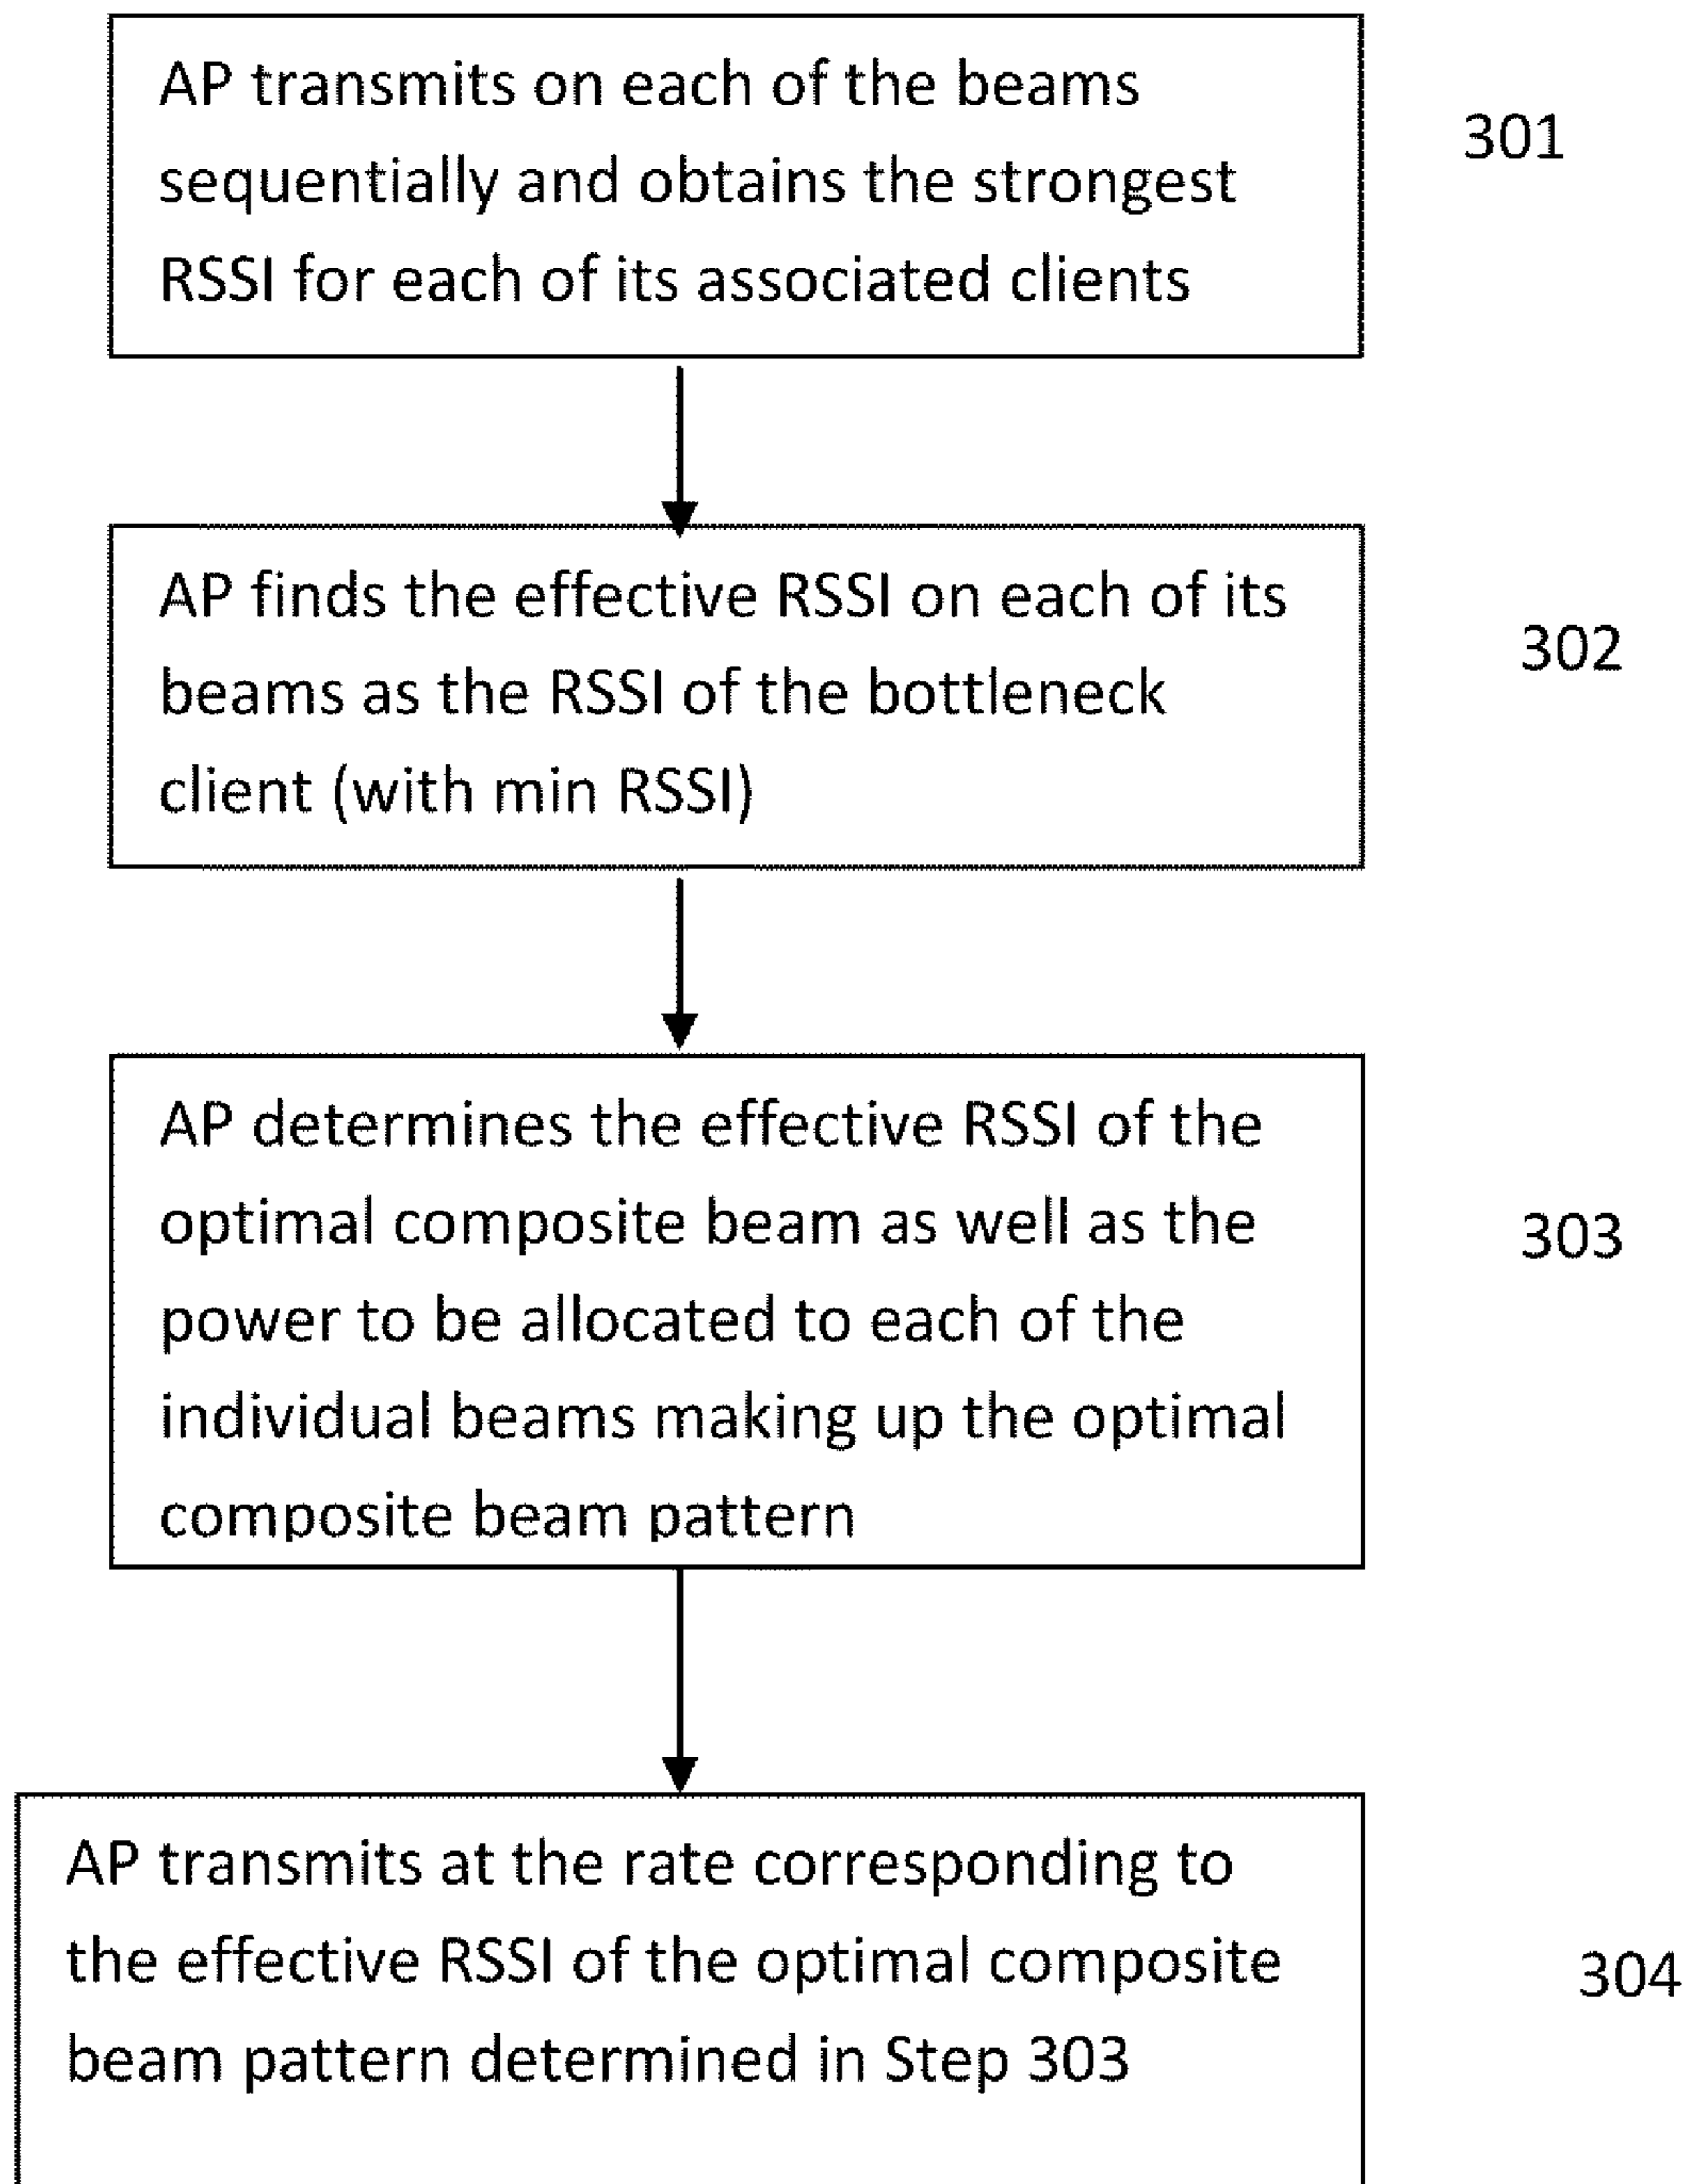 AP transmits on each of the beams
sequentially and obtains the strongest
RSSI for each of its associated clients
301
AP finds the effective RSSI on each of its
beams as the RSSI of the bottleneck
client (with min RSSI)
302
AP determines the effective RSSI of the
optimal composite beam as well as the
power to be allocated to each of the
individual beams making up the optimal
composite beam pattern
303
AP transmits at the rate corresponding to
the effective RSSI of the optimal composite
beam pattern determined in Step 303
304